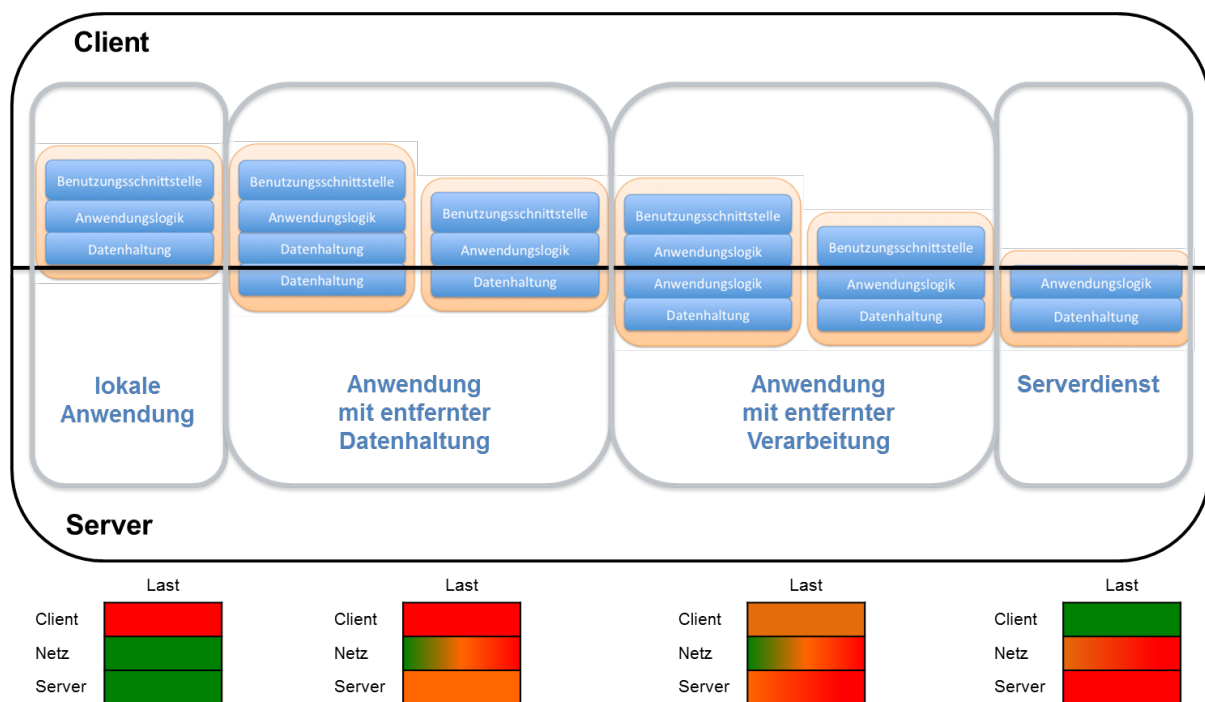 Client
Benutzungsschnittstelle
Anwendungslogik
Datenhaltung
Benutzungsschnittstelle
Anwendungslogik
Datenhaltung
Datenhaltung
Benutzungsschnittstelle
Anwendungslogik
Datenhaltung
Benutzungsschnittstelle
Anwendungslogik
Anwendungslogik
Datenhaltung
Benutzungsschnittstelle
Anwendungslogik
Datenhaltung
Anwendungslogik
Datenhaltung
lokale
Anwendung
Anwendung
mit entfernter
Datenhaltung
Anwendung
mit entfernter
Verarbeitung
Serverdienst
Server
Last
Client
Netz
Server
Last
Client
Netz
Server
Last
Client
Netz
Server
Last
Client
Netz
Server